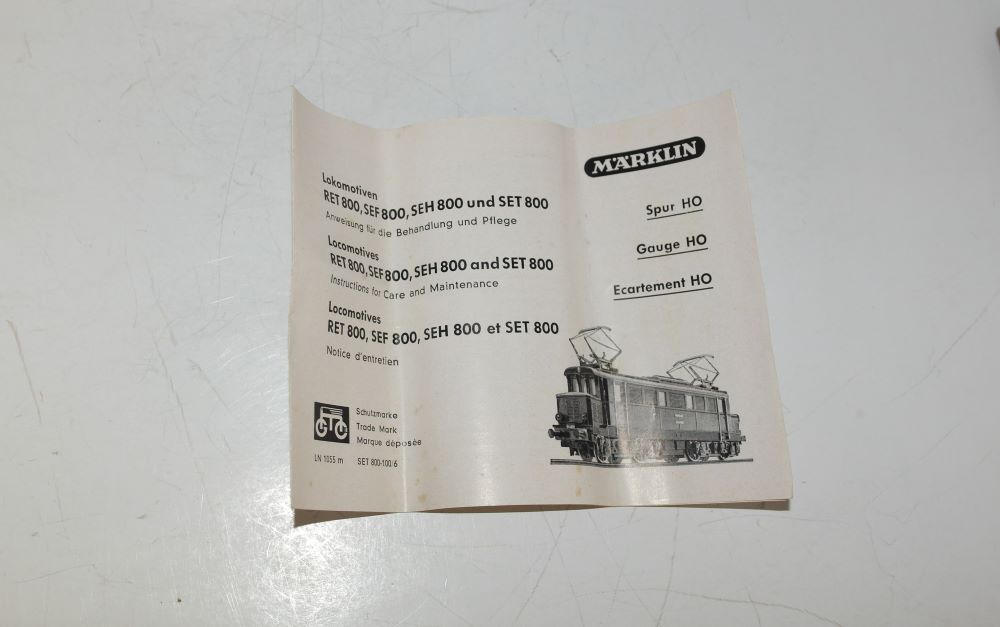 MÄRKLIN
Lokomotiven
RET 800, SEF 800, SEH 800 und SET 800
Anweisung für die Behandlung und Pflege
Locomotives
RET 800, SEF 800, SEH 800 and SET 800
Instructions for Care and Maintenance
Locomotives
RET 800, SEF 800, SEH 800 et SET 800
Notice d'entretien
Spur HO
Gauge HO
Ecartement HO
Schutzmarke
Trade Mark
Marque déposée
LN 1055 m SET 800-100/6